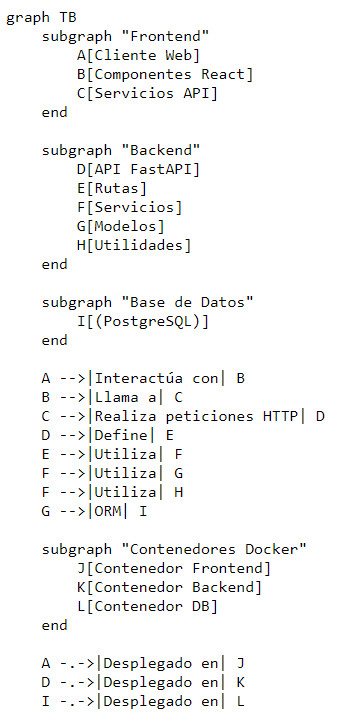 graph TB
    subgraph "Frontend"
        A[Cliente Web]
        B[Componentes React]
        C[Servicios API]
    end

    subgraph "Backend"
        D[API FastAPI]
        E[Rutas]
        F[Servicios]
        G[Modelos]
        H[Utilidades]
    end

    subgraph "Base de Datos"
        I[(PostgreSQL)]
    end

    A -->|Interactúa con| B
    B -->|Llama a| C
    C -->|Realiza peticiones HTTP| D
    D -->|Define| E
    E -->|Utiliza| F
    F -->|Utiliza| G
    F -->|Utiliza| H
    G -->|ORM| I

    subgraph "Contenedores Docker"
        J[Contenedor Frontend]
        K[Contenedor Backend]
        L[Contenedor DB]
    end

    A -.->|Desplegado en| J
    D -.->|Desplegado en| K
    I -.->|Desplegado en| L